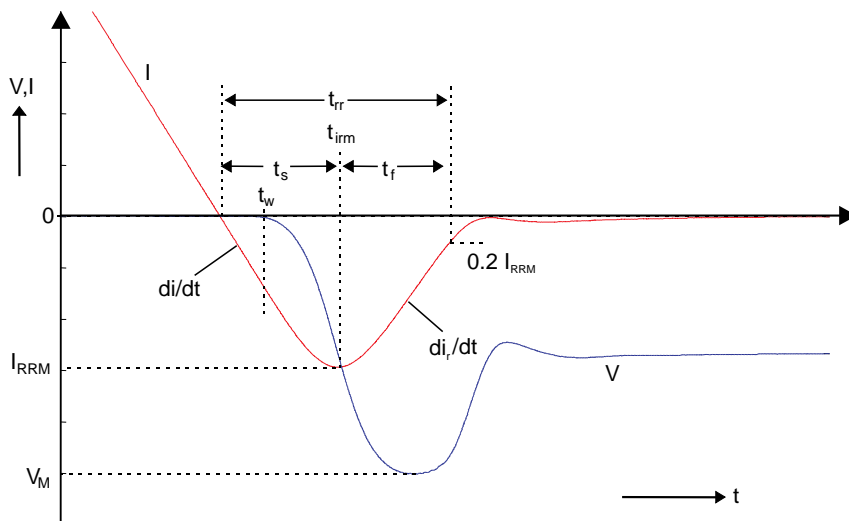 I
V,I
t_rr
t_irm
t_s
t_f
t_w
0
0.2 I_RRM
di/dt
di_r/dt
I_RRM
V
V_M
t